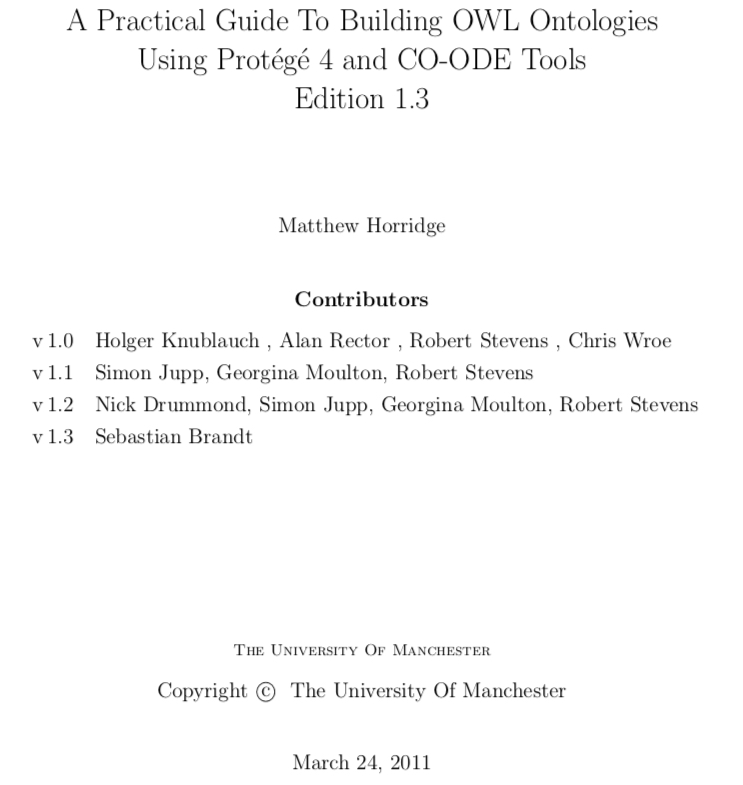 A Practical Guide To Building OWL Ontologies
Using Protégé 4 and CO-ODE Tools
Edition 1.3
Matthew Horridge
Contributors
v 1.0 Holger Knublauch , Alan Rector , Robert Stevens , Chris Wroe
v 1.1 Simon Jupp, Georgina Moulton, Robert Stevens
v 1.2 Nick Drummond, Simon Jupp, Georgina Moulton, Robert Stevens
v 1.3 Sebastian Brandt
The University Of Manchester
Copyright © The University Of Manchester
March 24, 2011